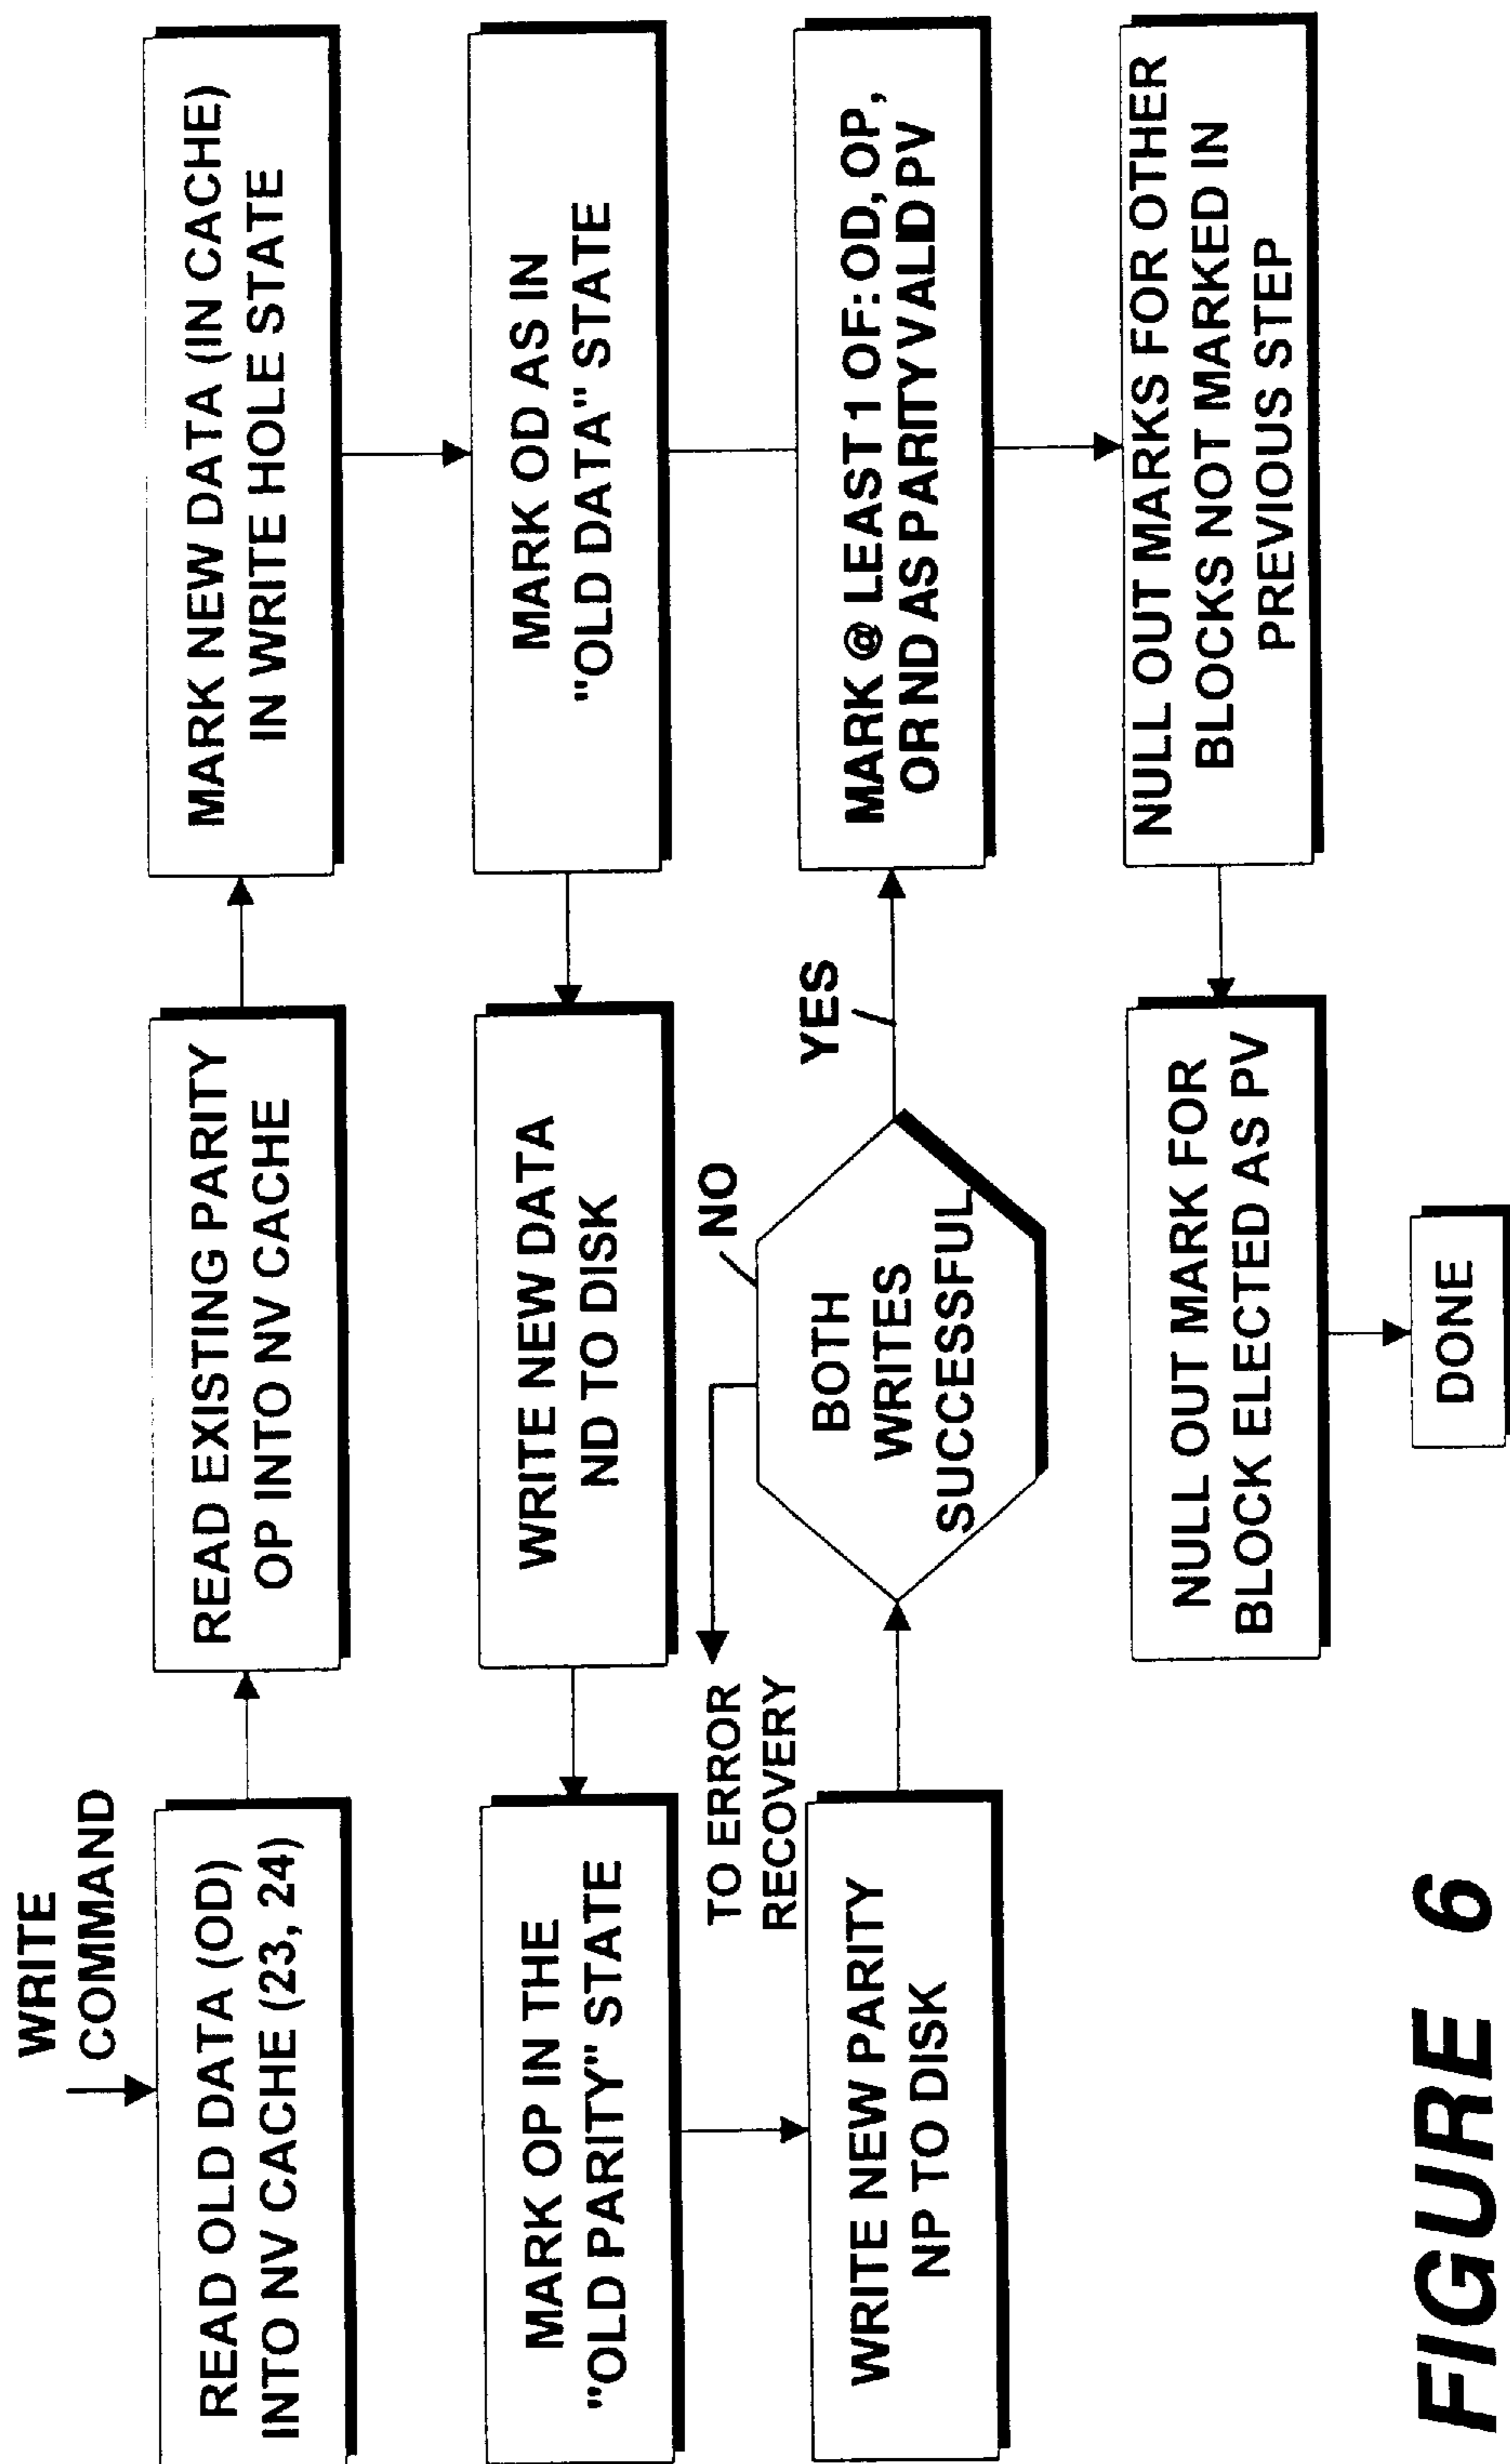 WRITE
COMMAND
READ OLD DATA (OD)
INTO NV CACHE (23, 24)
READ EXISTING PARITY
OP INTO NV CACHE
MARK NEW DATA (IN CACHE)
IN WRITE HOLE STATE
MARK OD AS IN
"OLD DATA" STATE
WRITE NEW DATA
ND TO DISK
MARK OP IN THE
"OLD PARITY" STATE
WRITE NEW PARITY
NP TO DISK
BOTH
WRITES
SUCCESSFUL
NO
TO ERROR
RECOVERY
YES
MARK @ LEAST 1 OF: OD, OP,
OR ND AS PARITY VALD PV
NULL OUT MARKS FOR OTHER
BLOCKS NOT MARKED IN
PREVIOUS STEP
NULL OUT MARK FOR
BLOCK ELECTED AS PV
DONE
FIGURE 6